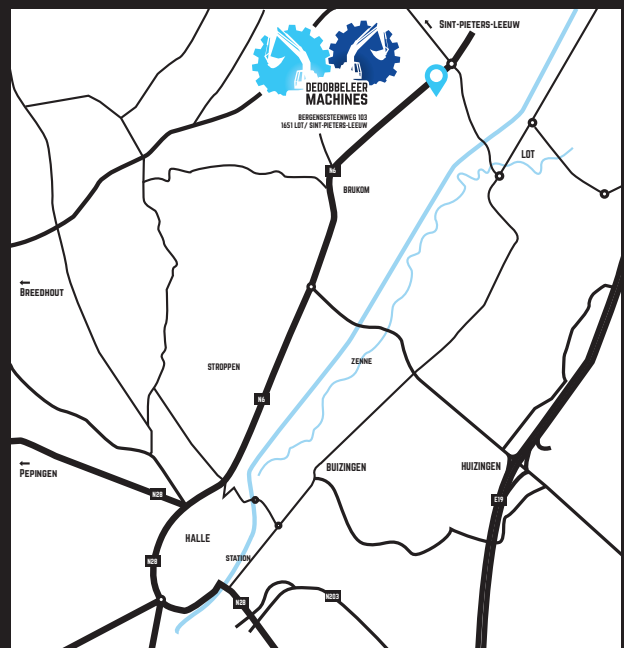 SINT-PIETERS-LEEUW
DEDOBBELEER
MACHINES
BERGENSESTEENWEG 103
1651 LOT/ SINT-PIETERS-LEEUW
LOT
N6
BRUKOM
BREEDHOUT
STROPPEN
ZENNE
N6
BUIZINGEN
HUIZINGEN
PEPINGEN
N28
E19
HALLE
STATION
N28
N28
N203